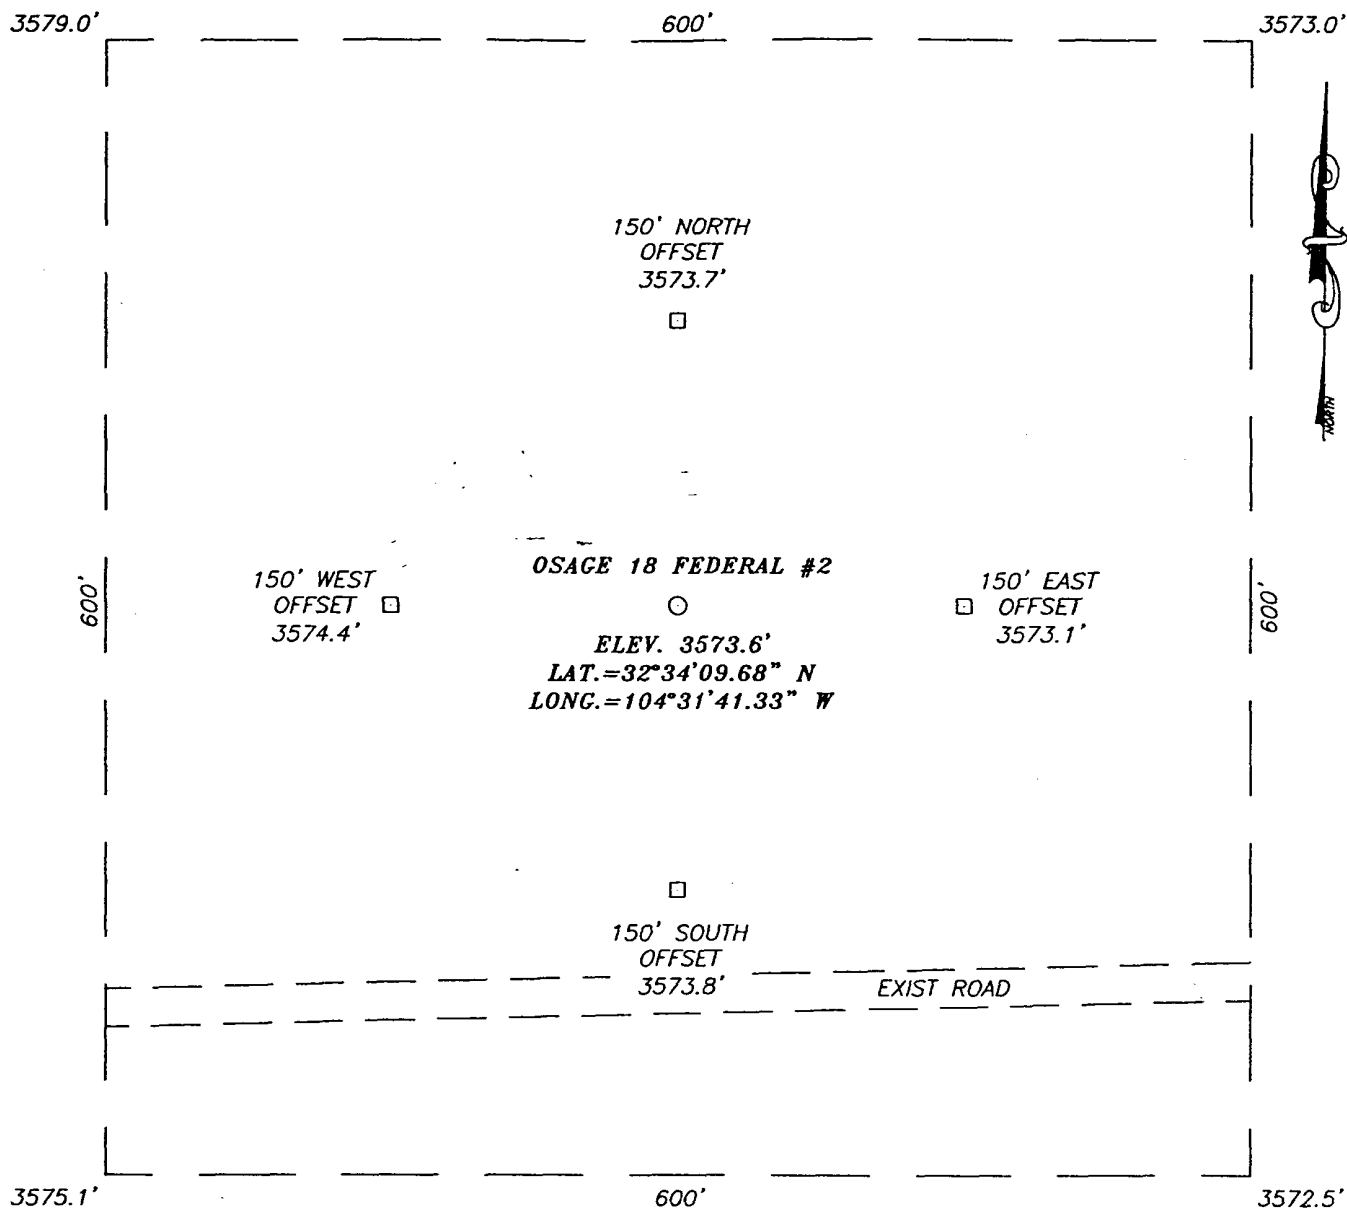 3579.0'
600'
3573.0'
150' NORTH
OFFSET
3573.7'
NORTH
600'
150' WEST
OFFSET
3574.4'
OSAGE 18 FEDERAL #2
ELEV. 3573.6'
LAT.=32°34'09.68" N
LONG.=104°31'41.33" W
150' EAST
OFFSET
3573.1'
600'
150' SOUTH
OFFSET
3573.8'
EXIST ROAD
3575.1'
600'
3572.5'